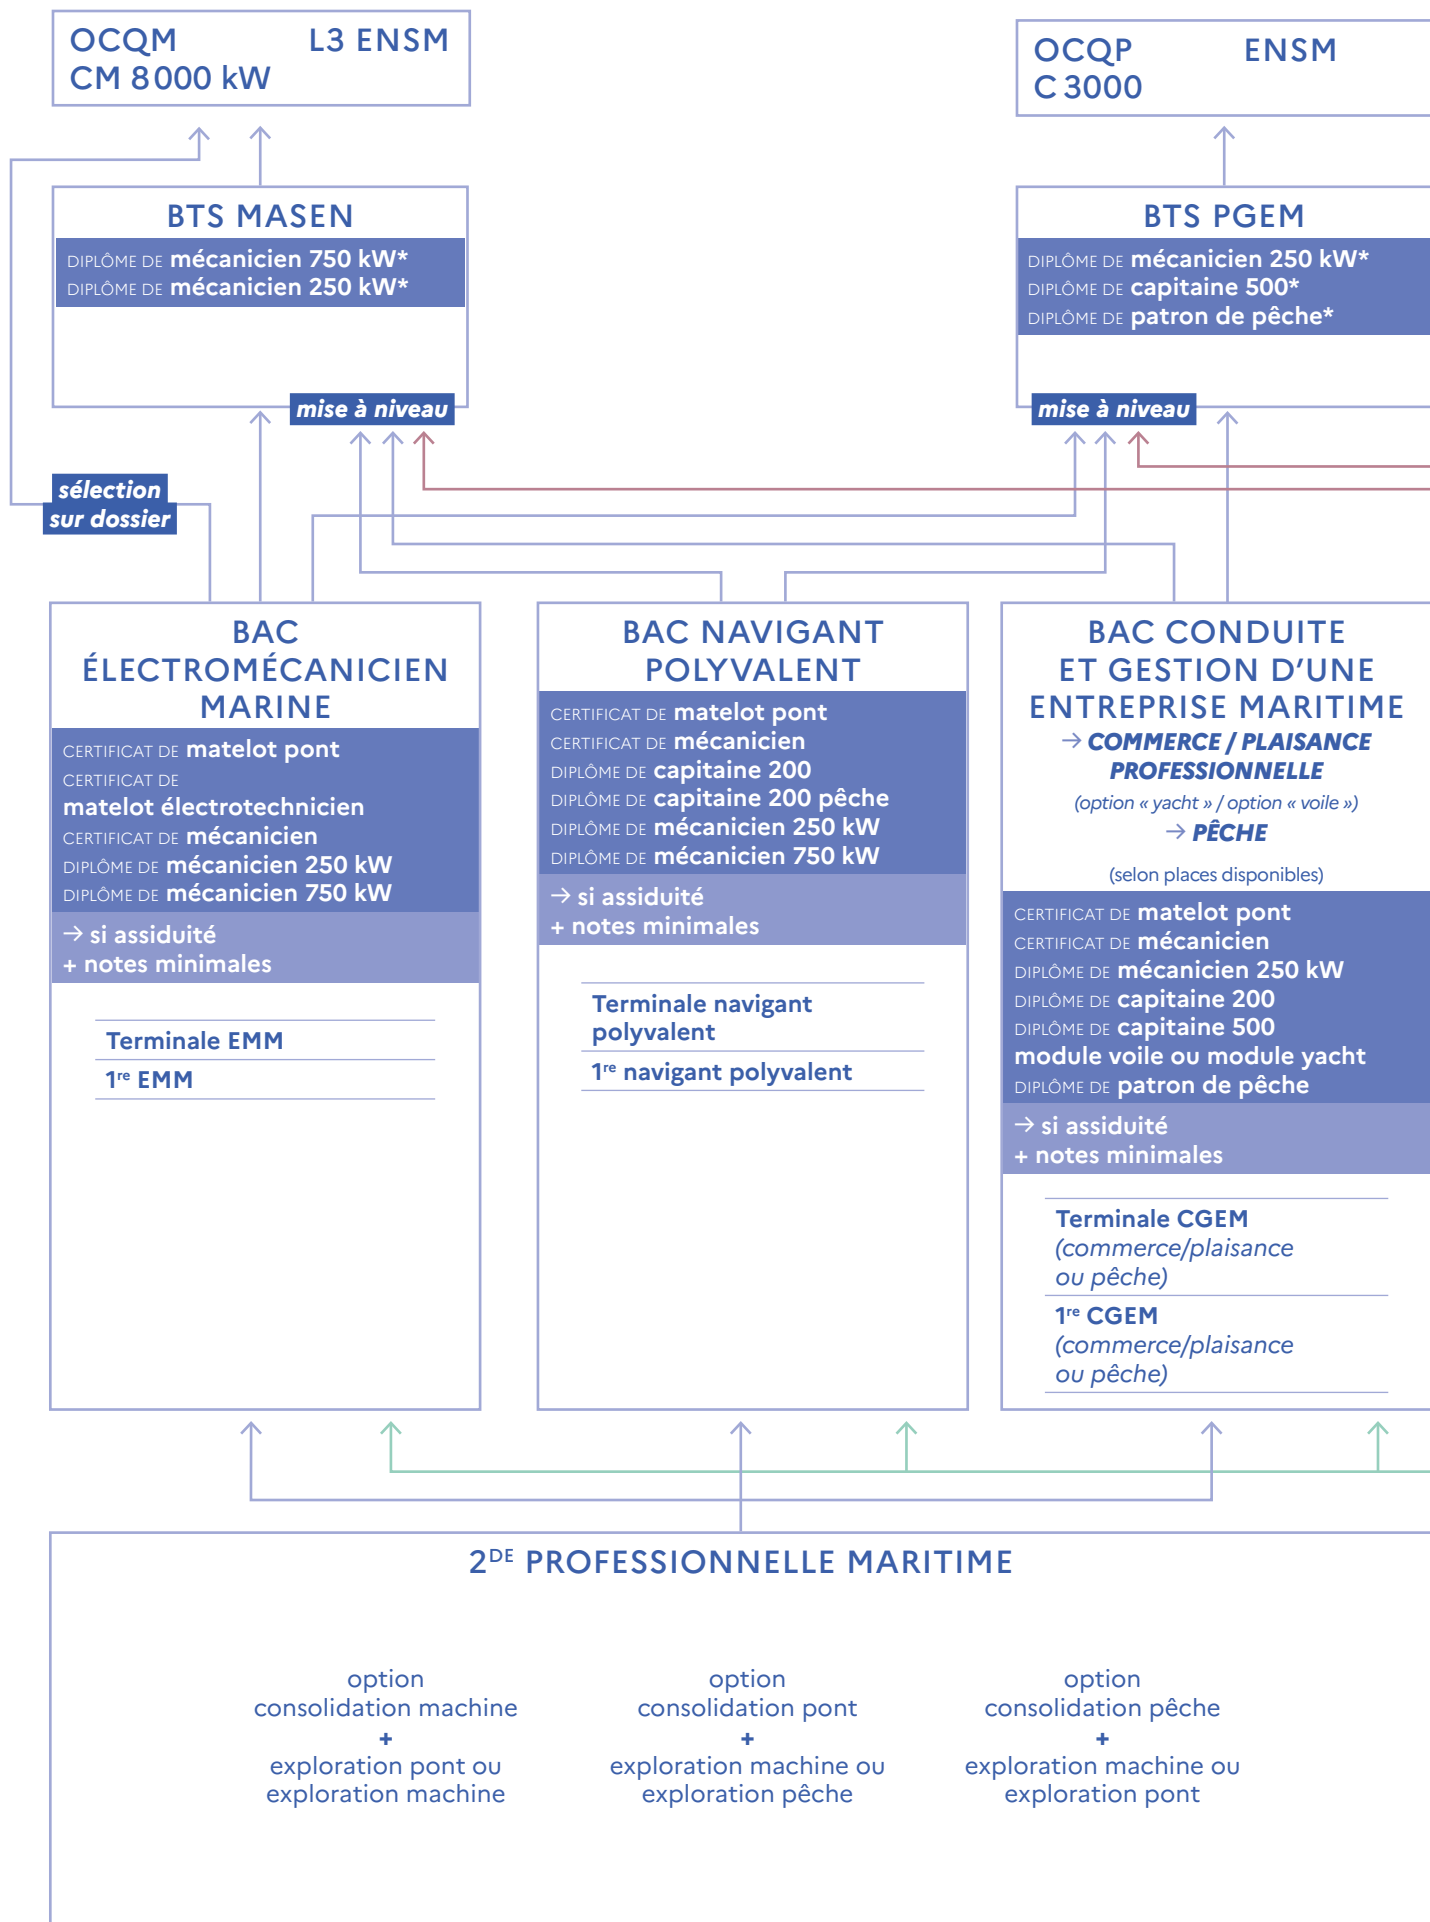 OCQM L3 ENSM
CM 8000 kW
OCQP ENSM
C 3000
BTS MASEN
DIPLÔME DE mécanicien 750 kW*
DIPLÔME DE mécanicien 250 kW*
mise à niveau
BTS PGEM
DIPLÔME DE mécanicien 250 kW*
DIPLÔME DE capitaine 500*
DIPLÔME DE patron de pêche*
mise à niveau
sélection
sur dossier
BAC
ÉLECTROMÉCANICIEN
MARINE
CERTIFICAT DE matelot pont
CERTIFICAT DE
matelot électrotechnicien
CERTIFICAT DE mécanicien
DIPLÔME DE mécanicien 250 kW
DIPLÔME DE mécanicien 750 kW
→ si assiduité
+ notes minimales
Terminale EMM
1re EMM
BAC NAVIGANT
POLYVALENT
CERTIFICAT DE matelot pont
CERTIFICAT DE mécanicien
DIPLÔME DE capitaine 200
DIPLÔME DE capitaine 200 pêche
DIPLÔME DE mécanicien 250 kW
DIPLÔME DE mécanicien 750 kW
→ si assiduité
+ notes minimales
Terminale navigant
polyvalent
1re navigant polyvalent
BAC CONDUITE
ET GESTION D'UNE
ENTREPRISE MARITIME
→ COMMERCE / PLAISANCE
PROFESSIONNELLE
(option « yacht » / option « voile »)
→ PÊCHE
(selon places disponibles)
CERTIFICAT DE matelot pont
CERTIFICAT DE mécanicien
DIPLÔME DE mécanicien 250 kW
DIPLÔME DE capitaine 200
DIPLÔME DE capitaine 500
module voile ou module yacht
DIPLÔME DE patron de pêche
→ si assiduité
+ notes minimales
Terminale CGEM
(commerce/plaisance
ou pêche)
1re CGEM
(commerce/plaisance
ou pêche)
2DE PROFESSIONNELLE MARITIME
option
consolidation machine
+
exploration pont ou
exploration machine
option
consolidation pont
+
exploration machine ou
exploration pêche
option
consolidation pêche
+
exploration machine ou
exploration pont